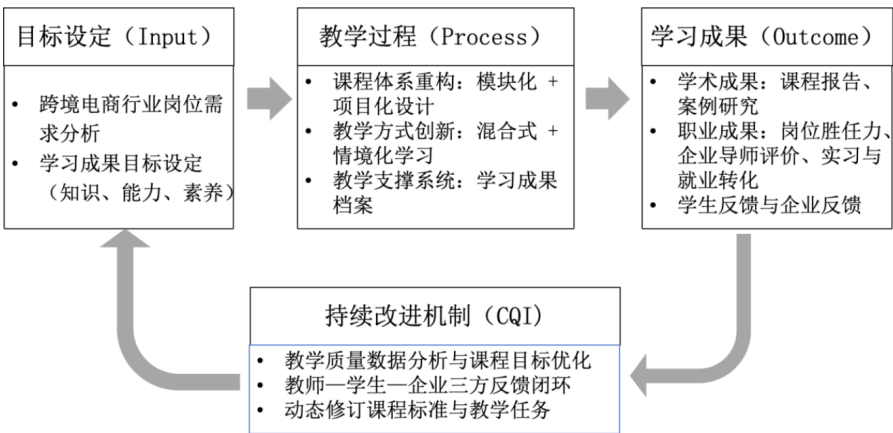 目标设定（Input）
• 跨境电商行业岗位需
求分析
• 学习成果目标设定
（知识、能力、素养）
教学过程（Process）
• 课程体系重构：模块化 +
项目化设计
• 教学方式创新：混合式 +
情境化学习
• 教学支撑系统：学习成果
档案
学习成果（Outcome）
• 学术成果：课程报告、
案例研究
• 职业成果：岗位胜任力、
企业导师评价、实习与
就业转化
• 学生反馈与企业反馈
持续改进机制（CQI)
• 教学质量数据分析与课程目标优化
• 教师—学生—企业三方反馈闭环
• 动态修订课程标准与教学任务